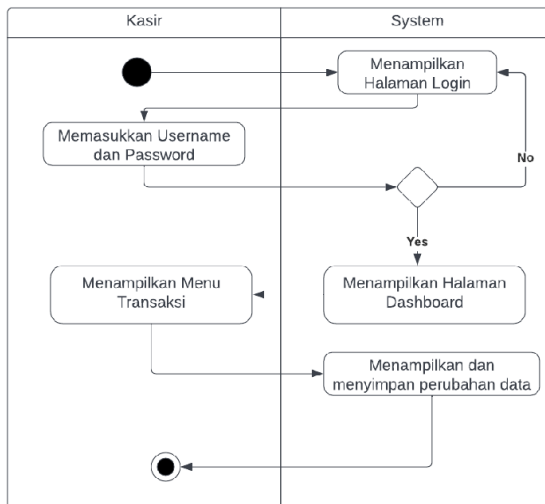 Kasir
System
Menampilkan
Halaman Login
Memasukkan Username
dan Password
No
Yes
Menampilkan Menu
Transaksi
Menampilkan Halaman
Dashboard
Menampilkan dan
menyimpan perubahan data